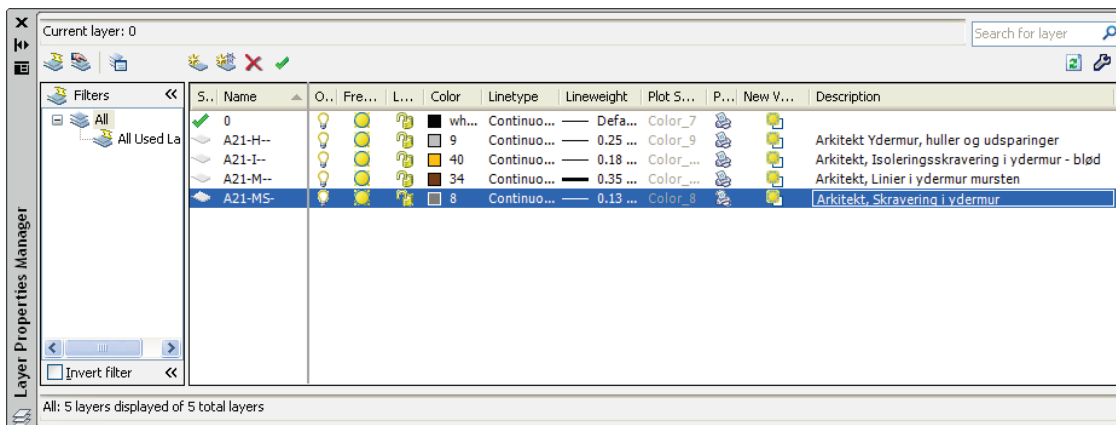 Current layer: 0
Search for layer
Filters
S.. Name O.. Fre... L... Color Linetype Lineweight Plot S... P... New V... Description
All
All Used La
0 wh... Continuo... Defa... Color_7
A21-H-- 9 Continuo... 0.25 ... Color_9 Arkitekt Ydermur, huller og udsparinger
A21-I-- 40 Continuo... 0.18 ... Color_... Arkitekt, Isoleringsskravering i ydermur - blød
A21-M-- 34 Continuo... 0.35 ... Color_... Arkitekt, Linier i ydermur mursten
A21-MS- 8 Continuo... 0.13 ... Color_8 Arkitekt, Skravering i ydermur
Invert filter
All: 5 layers displayed of 5 total layers
Layer Properties Manager